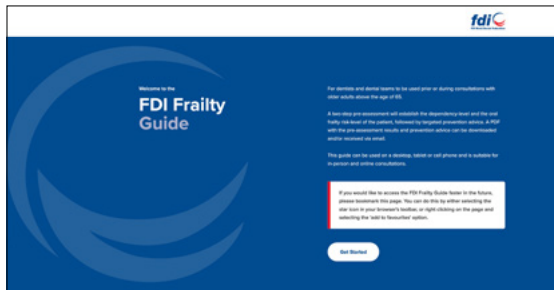 fdi
FDI World Dental Federation
Welcome to the
FDI Frailty
Guide
For dentists and dental teams to be used prior or during consultations with
older adults above the age of 65.
A two-step pre-assessment will establish the dependency-level and the oral
frailty risk-level of the patient, followed by targeted prevention advice. A PDF
with the pre-assessment results and prevention advice can be downloaded
and/or received via email.
This guide can be used on a desktop, tablet or cell phone and is suitable for
in-person and online consultations.
If you would like to access the FDI Frailty Guide faster in the future,
please bookmark this page. You can do this by either selecting the
star icon in your browser's toolbar, or right-clicking on the page and
selecting the 'add to favourites' option.
Get Started